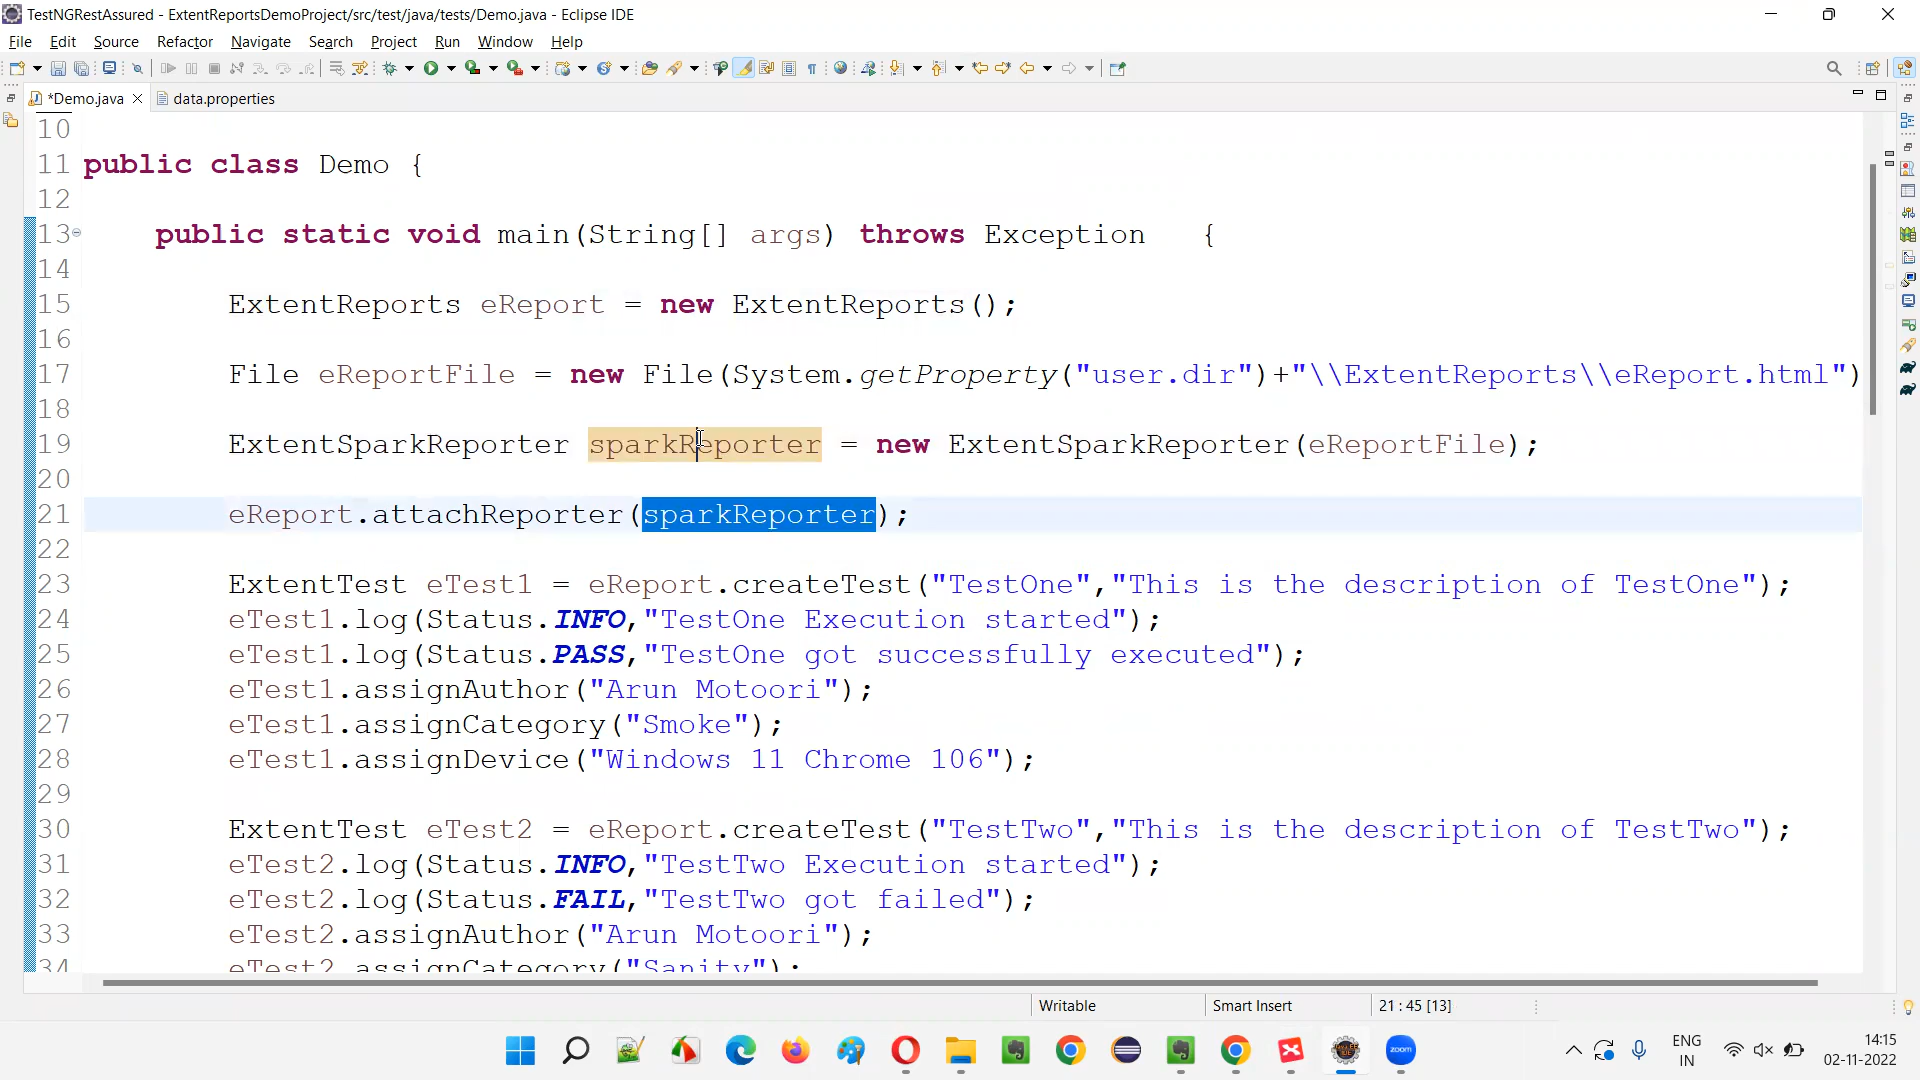 TestNGRestAssured - ExtentReportsDemoProject/src/test/java/tests/Demo.java - Eclipse IDE
File Edit Source Refactor Navigate Search Project Run Window Help
*Demo.java data.properties
10
11 public class Demo {
12
13 public static void main(String[] args) throws Exception {
14
15 ExtentReports eReport = new ExtentReports();
16
17 File eReportFile = new File(System.getProperty("user.dir")+"\\ExtentReports\\eReport.html")
18
19 ExtentSparkReporter sparkReporter = new ExtentSparkReporter(eReportFile);
20
21 eReport.attachReporter(sparkReporter);
22
23 ExtentTest eTest1 = eReport.createTest("TestOne","This is the description of TestOne");
24 eTest1.log(Status.INFO,"TestOne Execution started");
25 eTest1.log(Status.PASS,"TestOne got successfully executed");
26 eTest1.assignAuthor("Arun Motoori");
27 eTest1.assignCategory("Smoke");
28 eTest1.assignDevice("Windows 11 Chrome 106");
29
30 ExtentTest eTest2 = eReport.createTest("TestTwo","This is the description of TestTwo");
31 eTest2.log(Status.INFO,"TestTwo Execution started");
32 eTest2.log(Status.FAIL,"TestTwo got failed");
33 eTest2.assignAuthor("Arun Motoori");
34 eTest2.assignCategory("Sanity");
Writable Smart Insert 21 : 45 [13]
zoom
ENG
IN
14:15
02-11-2022